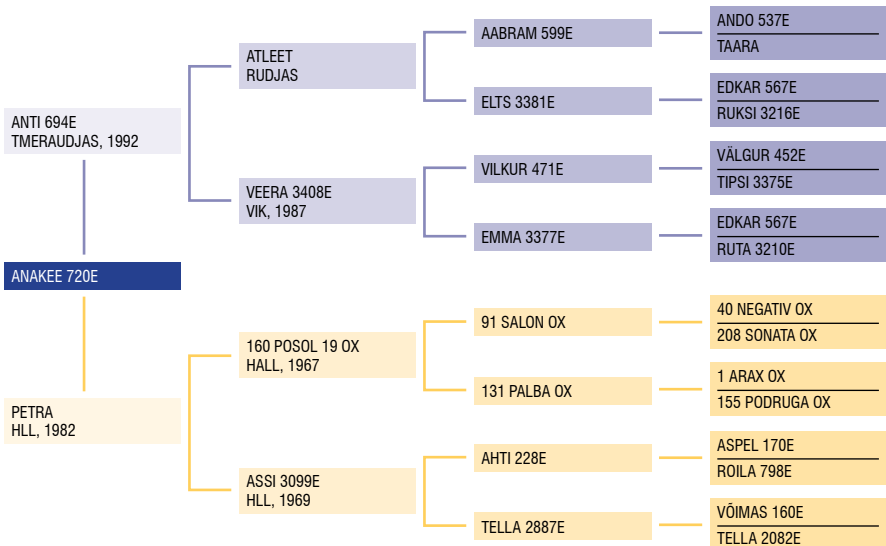 ANTI 694E
TMERAUDJAS, 1992
ANAKEE 720E
PETRA
HLL, 1982
ATLEET
RUDJAS
VEERA 3408E
VIK, 1987
160 POSOL 19 OX
HALL, 1967
ASSI 3099E
HLL, 1969
AABRAM 599E
ELTS 3381E
VILKUR 471E
EMMA 3377E
91 SALON OX
131 PALBA OX
AHTI 228E
TELLA 2887E
ANDO 537E
TAARA
EDKAR 567E
RUKSI 3216E
VÄLGUR 452E
TIPSI 3375E
EDKAR 567E
RUTA 3210E
40 NEGATIV OX
208 SONATA OX
1 ARAX OX
155 PODRUGA OX
ASPEL 170E
ROILA 798E
VÕIMAS 160E
TELLA 2082E